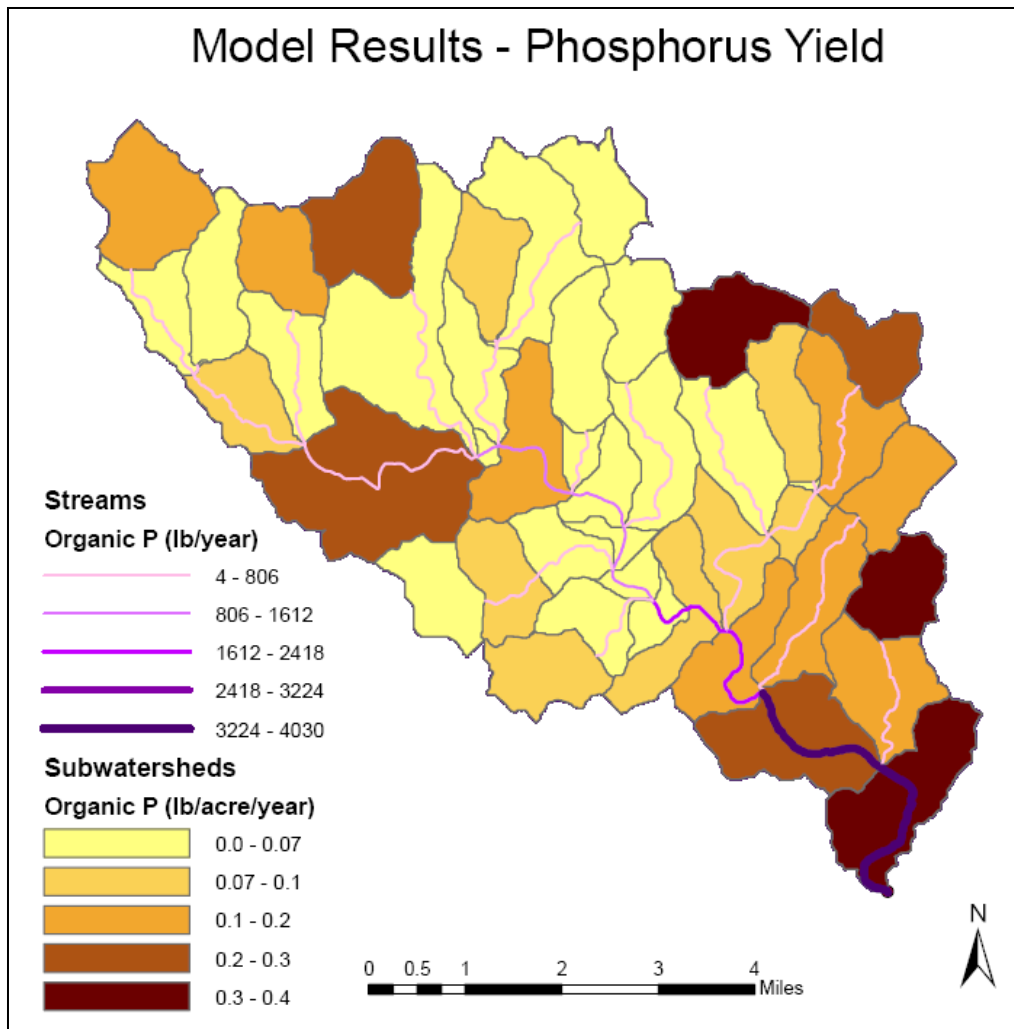 Model Results - Phosphorus Yield
Streams
Organic P (lb/year)
4 - 806
806 - 1612
1612 - 2418
2418 - 3224
3224 - 4030
Subwatersheds
Organic P (lb/acre/year)
0.0 - 0.07
0.07 - 0.1
0.1 - 0.2
0.2 - 0.3
0.3 - 0.4
0 0.5 1 2 3 4
Miles
N